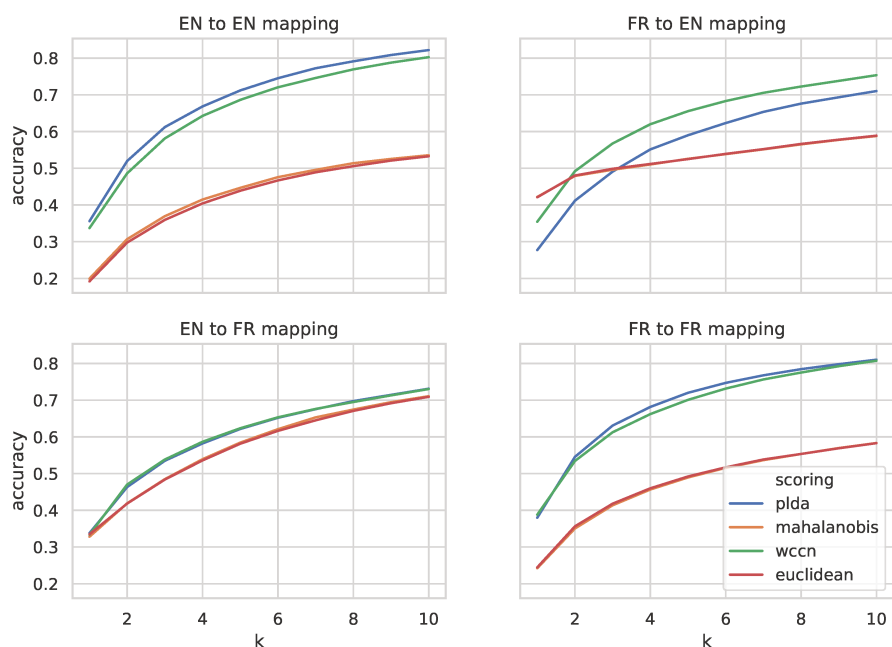 EN to EN mapping
FR to EN mapping
accuracy
0.8
0.7
0.6
0.5
0.4
0.3
0.2
EN to FR mapping
FR to FR mapping
accuracy
0.8
0.7
0.6
0.5
0.4
0.3
0.2
2 4 6 8 10
k
scoring
plda
mahalanobis
wccn
euclidean
2 4 6 8 10
k